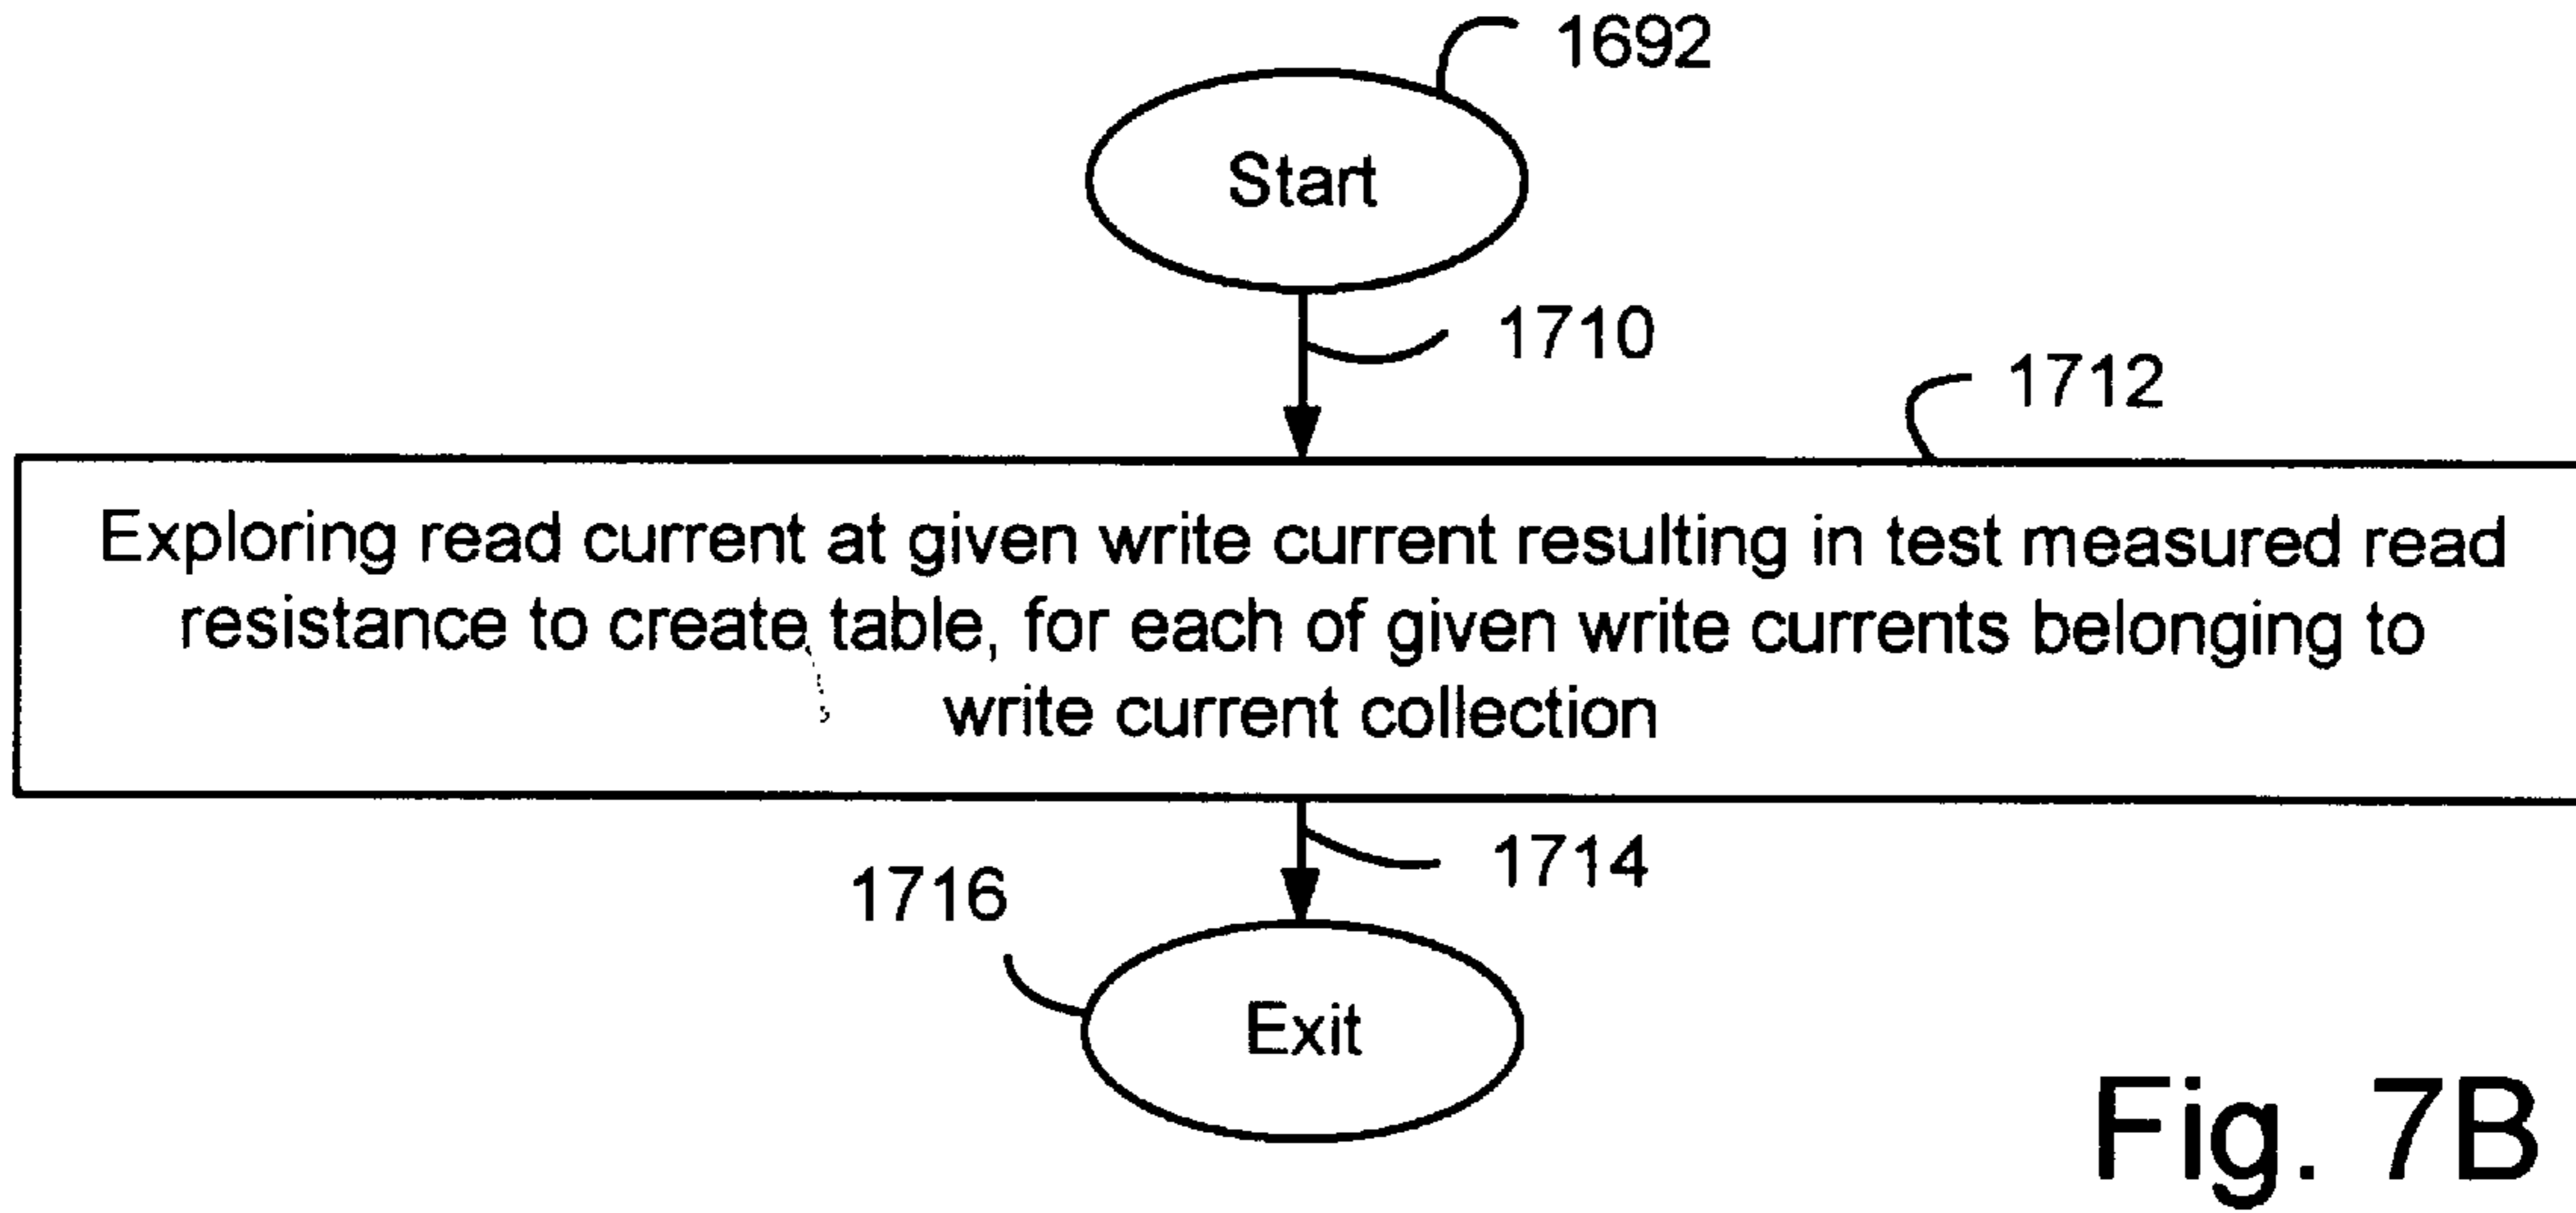 1692
Start
1710
1712
Exploring read current at given write current resulting in test measured read
resistance to create table, for each of given write currents belonging to
write current collection
1714
1716
Exit
Fig. 7B